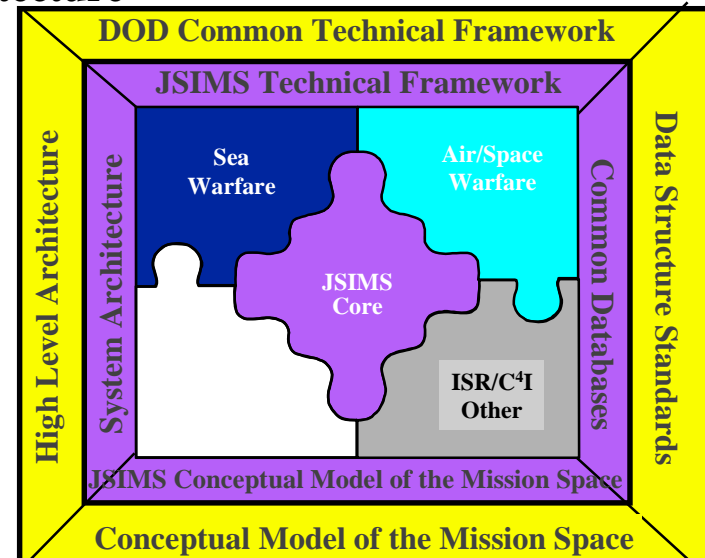 DOD Common Technical Framework
JSIMS Technical Framework
High Level Architecture
System Architecture
Sea
Warfare
Air/Space
Warfare
JSIMS
Core
ISR/C⁴I
Other
Common Databases
Data Structure Standards
JSIMS Conceptual Model of the Mission Space
Conceptual Model of the Mission Space